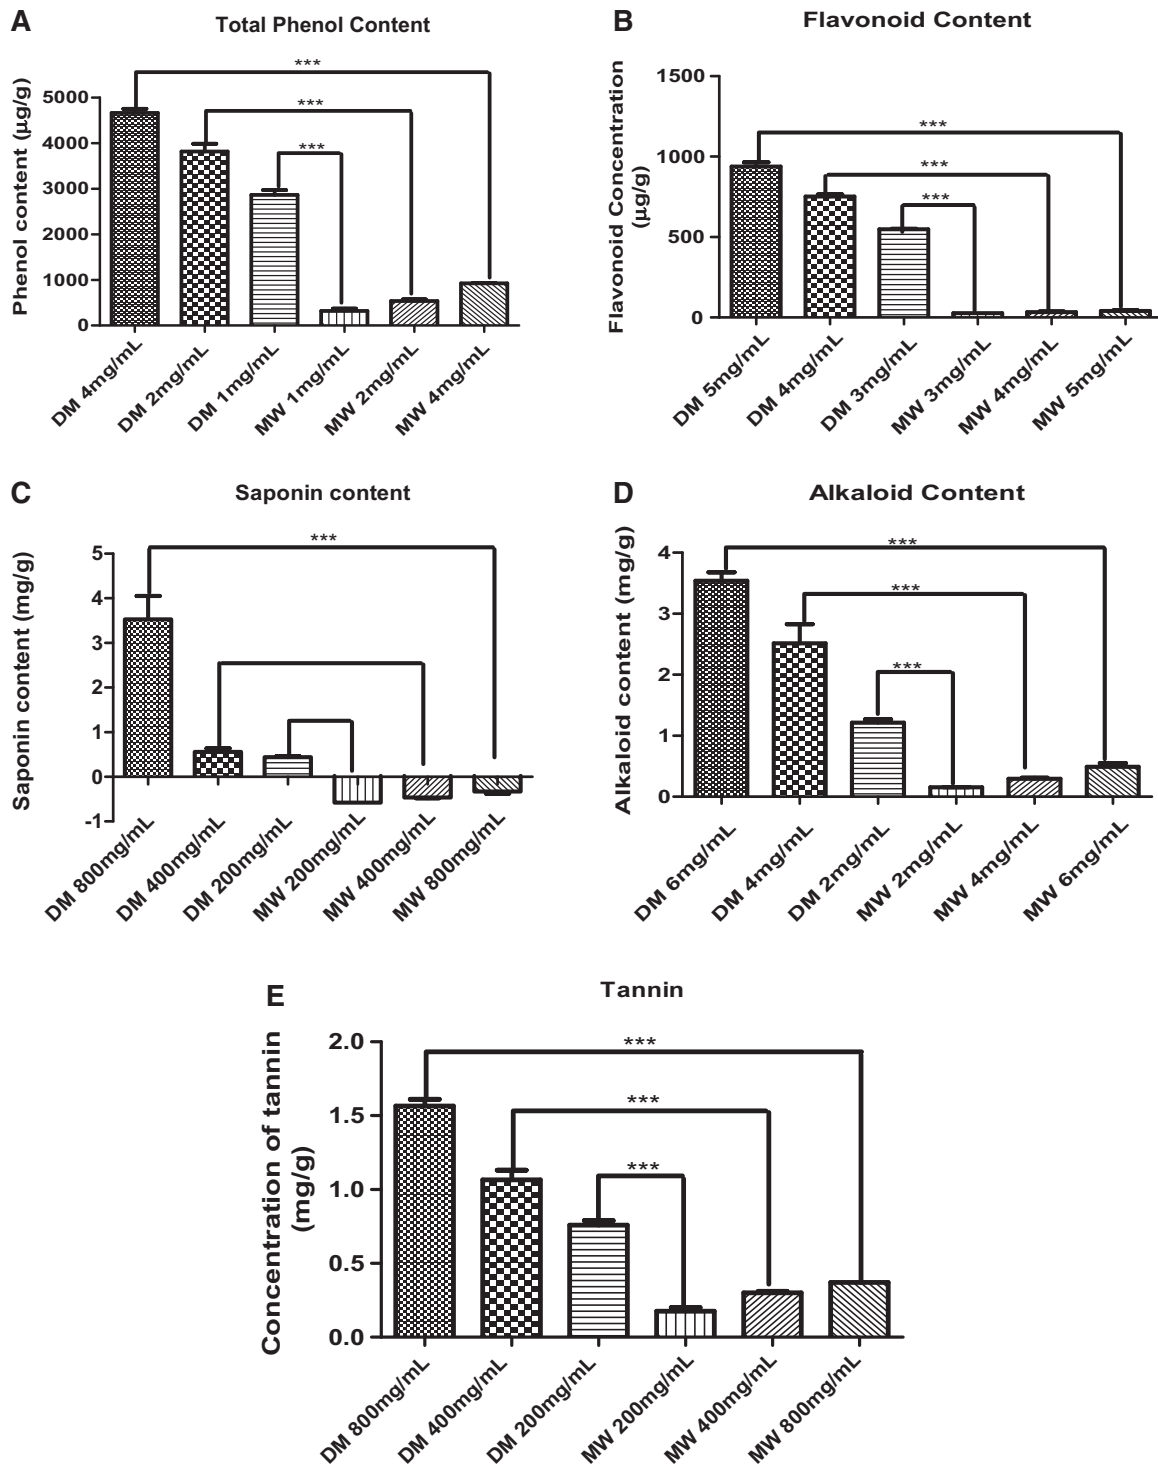 A
Total Phenol Content
Phenol content (µg/g)
5000
4000
3000
2000
1000
0
***
***
***
DM 4mg/mL
DM 2mg/mL
DM 1mg/mL
MW 1mg/mL
MW 2mg/mL
MW 4mg/mL
B
Flavonoid Content
Flavonoid Concentration
(µg/g)
1500
1000
500
0
***
***
***
DM 5mg/mL
DM 4mg/mL
DM 3mg/mL
MW 3mg/mL
MW 4mg/mL
MW 5mg/mL
C
Saponin content
Saponin content (mg/g)
5
4
3
2
1
0
-1
***
DM 800mg/mL
DM 400mg/mL
DM 200mg/mL
MW 200mg/mL
MW 400mg/mL
MW 800mg/mL
D
Alkaloid Content
Alkaloid content (mg/g)
4
3
2
1
0
***
***
***
DM 6mg/mL
DM 4mg/mL
DM 2mg/mL
MW 2mg/mL
MW 4mg/mL
MW 6mg/mL
E
Tannin
Concentration of tannin
(mg/g)
2.0
1.5
1.0
0.5
0.0
***
***
***
DM 800mg/mL
DM 400mg/mL
DM 200mg/mL
MW 200mg/mL
MW 400mg/mL
MW 800mg/mL